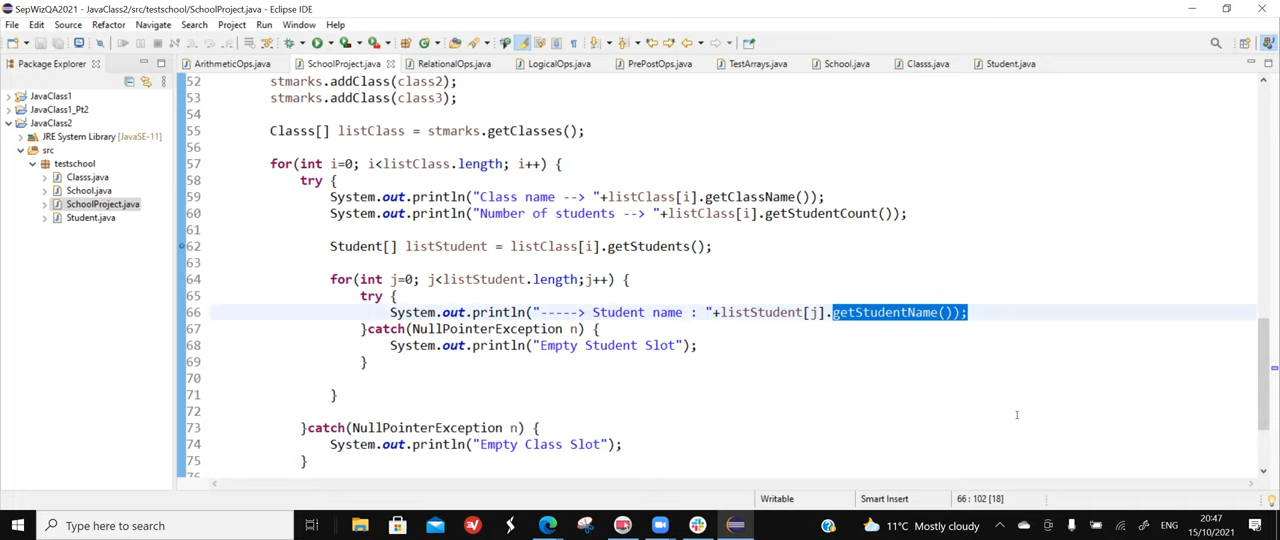 SepWizQA2021 - JavaClass2/src/testschool/SchoolProject.java - Eclipse IDE
File Edit Source Refactor Navigate Search Project Run Window Help
Package Explorer
ArithmeticOps.java SchoolProject.java RelationalOps.java LogicalOps.java PrePostOps.java TestArrays.java School.java Classs.java Student.java
JavaClass1
JavaClass1_Pt2
JavaClass2
JRE System Library [JavaSE-11]
src
testschool
Classs.java
School.java
SchoolProject.java
Student.java
52 stmarks.addClass(class2);
53 stmarks.addClass(class3);
54
55 Classs[] listClass = stmarks.getClasses();
56
57 for(int i=0; i<listClass.length; i++) {
58 try {
59 System.out.println("Class name --> "+listClass[i].getClassName());
60 System.out.println("Number of students --> "+listClass[i].getStudentCount());
61
62 Student[] listStudent = listClass[i].getStudents();
63
64 for(int j=0; j<listStudent.length;j++) {
65 try {
66 System.out.println("-----> Student name : "+listStudent[j].getStudentName());
67 }catch(NullPointerException n) {
68 System.out.println("Empty Student Slot");
69 }
70
71 }
72
73 }catch(NullPointerException n) {
74 System.out.println("Empty Class Slot");
75 }
76
Writable Smart Insert 66 : 102 [18]
Type here to search
11°C Mostly cloudy
ENG
20:47
15/10/2021